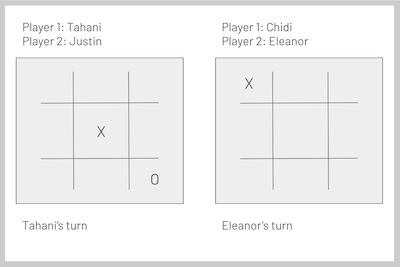 Player 1: Tahani
Player 2: Justin
X
O
Tahani's turn
Player 1: Chidi
Player 2: Eleanor
X
Eleanor's turn